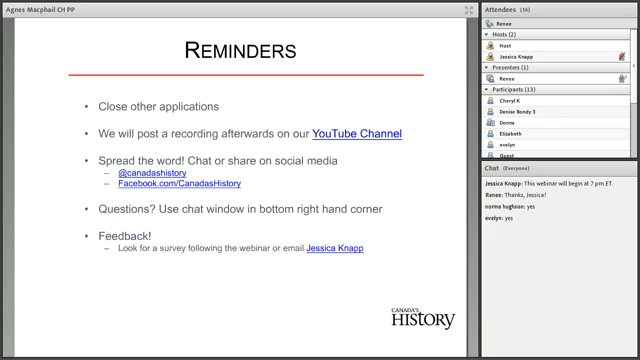 Agnes Macphail CH PP
REMINDERS
• Close other applications
• We will post a recording afterwards on our YouTube Channel
• Spread the word! Chat or share on social media
– @canadashistory
– Facebook.com/CanadasHistory
• Questions? Use chat window in bottom right hand corner
• Feedback!
– Look for a survey following the webinar or email Jessica Knapp
CANADA'S
HISTORY
Attendees (16)
Renee
Hosts (2)
Host
Jessica Knapp
Presenters (1)
Renee
Participants (13)
Cheryl K
Denise Bondy 3
Donna
Elizabeth
evelyn
Guest
Chat (Everyone)
Jessica Knapp: This webinar will begin at 7 pm ET.
Renee: Thanks, Jessica!
norma hughson: yes
evelyn: yes